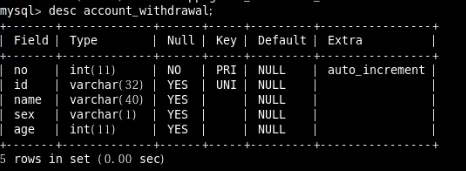 mysql> desc account_withdrawal;
+-------+-------------+------+-----+---------+----------------+
| Field | Type | Null | Key | Default | Extra |
+-------+-------------+------+-----+---------+----------------+
| no | int(11) | NO | PRI | NULL | auto_increment |
| id | varchar(32) | YES | UNI | NULL | |
| name | varchar(40) | YES | | NULL | |
| sex | varchar(1) | YES | | NULL | |
| age | int(11) | YES | | NULL | |
+-------+-------------+------+-----+---------+----------------+
5 rows in set (0.00 sec)